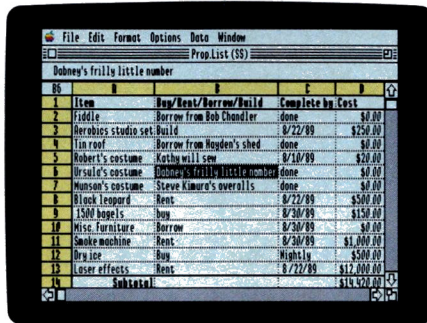 File Edit Format Options Data Window
Prop.List (SS)
Dabney's frilly little number
B6 A B C D
1 Item Buy/Rent/Borrow/Build Complete by Cost
2 Fiddle Borrow from Bob Chandler done $0.00
3 Aerobics studio set Build 8/22/89 $250.00
4 Tin roof Borrow from Hayden's shed done $0.00
5 Robert's costume Kathy will sew 8/10/89 $20.00
6 Ursula's costume Dabney's frilly little number done $0.00
7 Munson's costume Steve Kimura's overalls done $0.00
8 Black leopard Rent 8/22/89 $500.00
9 1500 bagels buy 8/30/89 $150.00
10 Misc. Furniture Borrow 8/30/89 $0.00
11 Smoke machine Rent 8/30/89 $1,000.00
12 Dry ice Buy Nightly $500.00
13 Laser effects Rent 8/22/89 $12,000.00
14 Subtotal $14,420.00